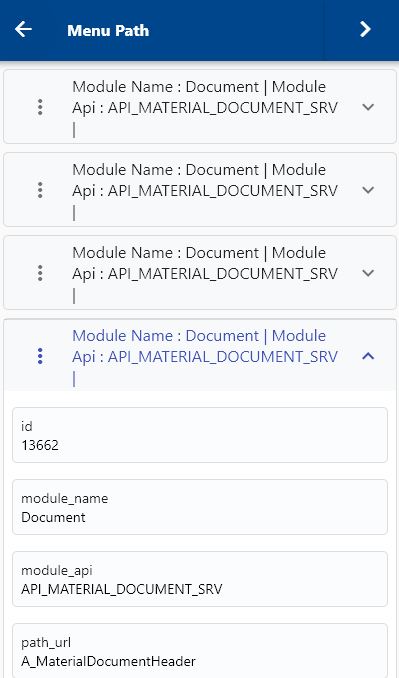 Menu Path
Module Name : Document | Module
Api : API_MATERIAL_DOCUMENT_SRV
|
Module Name : Document | Module
Api : API_MATERIAL_DOCUMENT_SRV
|
Module Name : Document | Module
Api : API_MATERIAL_DOCUMENT_SRV
|
Module Name : Document | Module
Api : API_MATERIAL_DOCUMENT_SRV
|
id
13662
module_name
Document
module_api
API_MATERIAL_DOCUMENT_SRV
path_url
A_MaterialDocumentHeader